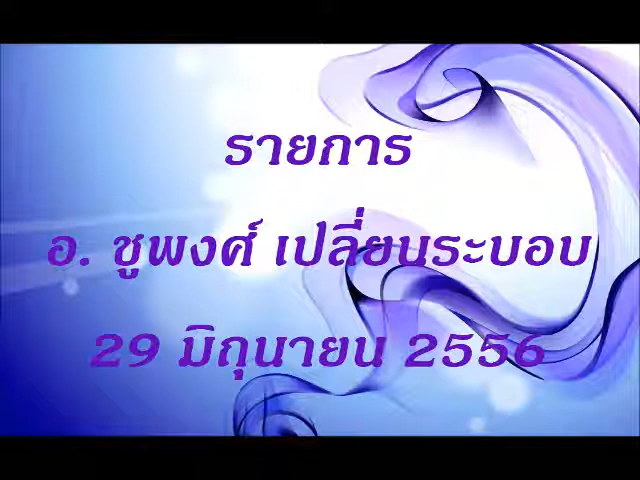 รายการ
อ. ชูพงศ์ เปลี่ยนระบอบ
29 มิถุนายน 2556